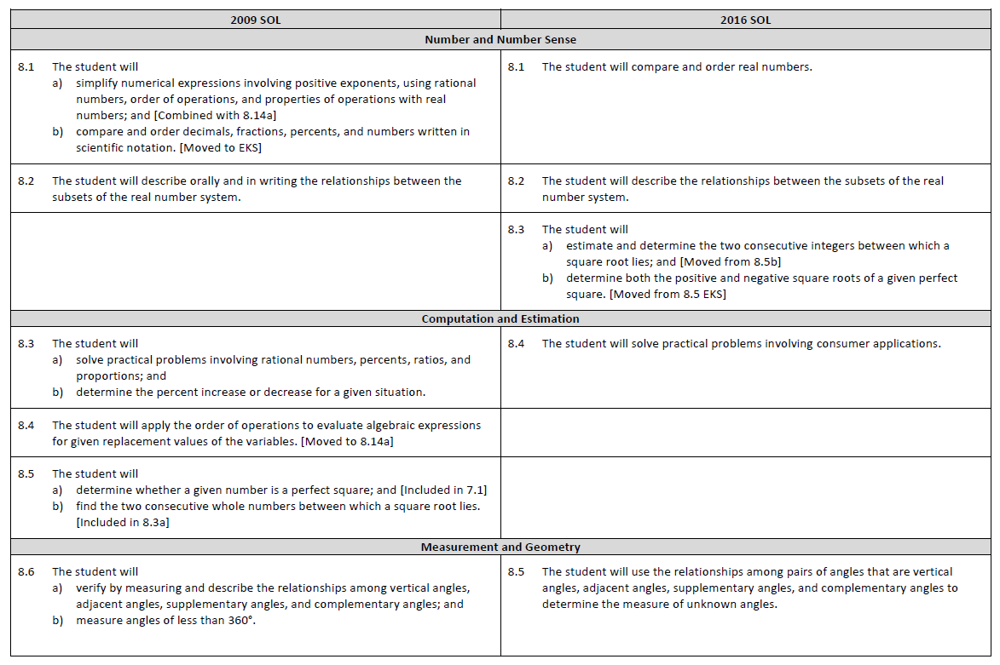 2009 SOL
2016 SOL
Number and Number Sense
8.1 The student will
a) simplify numerical expressions involving positive exponents, using rational
numbers, order of operations, and properties of operations with real
numbers; and [Combined with 8.14a]
b) compare and order decimals, fractions, percents, and numbers written in
scientific notation. [Moved to EKS]
8.1 The student will compare and order real numbers.
8.2 The student will describe orally and in writing the relationships between the
subsets of the real number system.
8.2 The student will describe the relationships between the subsets of the real
number system.
8.3 The student will
a) estimate and determine the two consecutive integers between which a
square root lies; and [Moved from 8.5b]
b) determine both the positive and negative square roots of a given perfect
square. [Moved from 8.5 EKS]
Computation and Estimation
8.3 The student will
a) solve practical problems involving rational numbers, percents, ratios, and
proportions; and
b) determine the percent increase or decrease for a given situation.
8.4 The student will solve practical problems involving consumer applications.
8.4 The student will apply the order of operations to evaluate algebraic expressions
for given replacement values of the variables. [Moved to 8.14a]
8.5 The student will
a) determine whether a given number is a perfect square; and [Included in 7.1]
b) find the two consecutive whole numbers between which a square root lies.
[Included in 8.3a]
Measurement and Geometry
8.6 The student will
a) verify by measuring and describe the relationships among vertical angles,
adjacent angles, supplementary angles, and complementary angles; and
b) measure angles of less than 360°.
8.5 The student will use the relationships among pairs of angles that are vertical
angles, adjacent angles, supplementary angles, and complementary angles to
determine the measure of unknown angles.